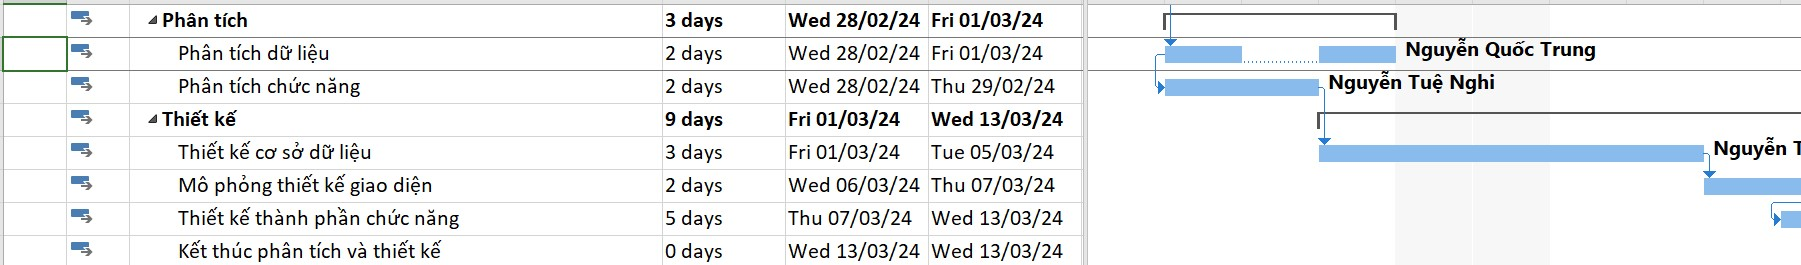 Phân tích 3 days Wed 28/02/24 Fri 01/03/24
Phân tích dữ liệu 2 days Wed 28/02/24 Fri 01/03/24 Nguyễn Quốc Trung
Phân tích chức năng 2 days Wed 28/02/24 Thu 29/02/24 Nguyễn Tuệ Nghi
Thiết kế 9 days Fri 01/03/24 Wed 13/03/24
Thiết kế cơ sở dữ liệu 3 days Fri 01/03/24 Tue 05/03/24 Nguyễn T
Mô phỏng thiết kế giao diện 2 days Wed 06/03/24 Thu 07/03/24
Thiết kế thành phần chức năng 5 days Thu 07/03/24 Wed 13/03/24
Kết thúc phân tích và thiết kế 0 days Wed 13/03/24 Wed 13/03/24